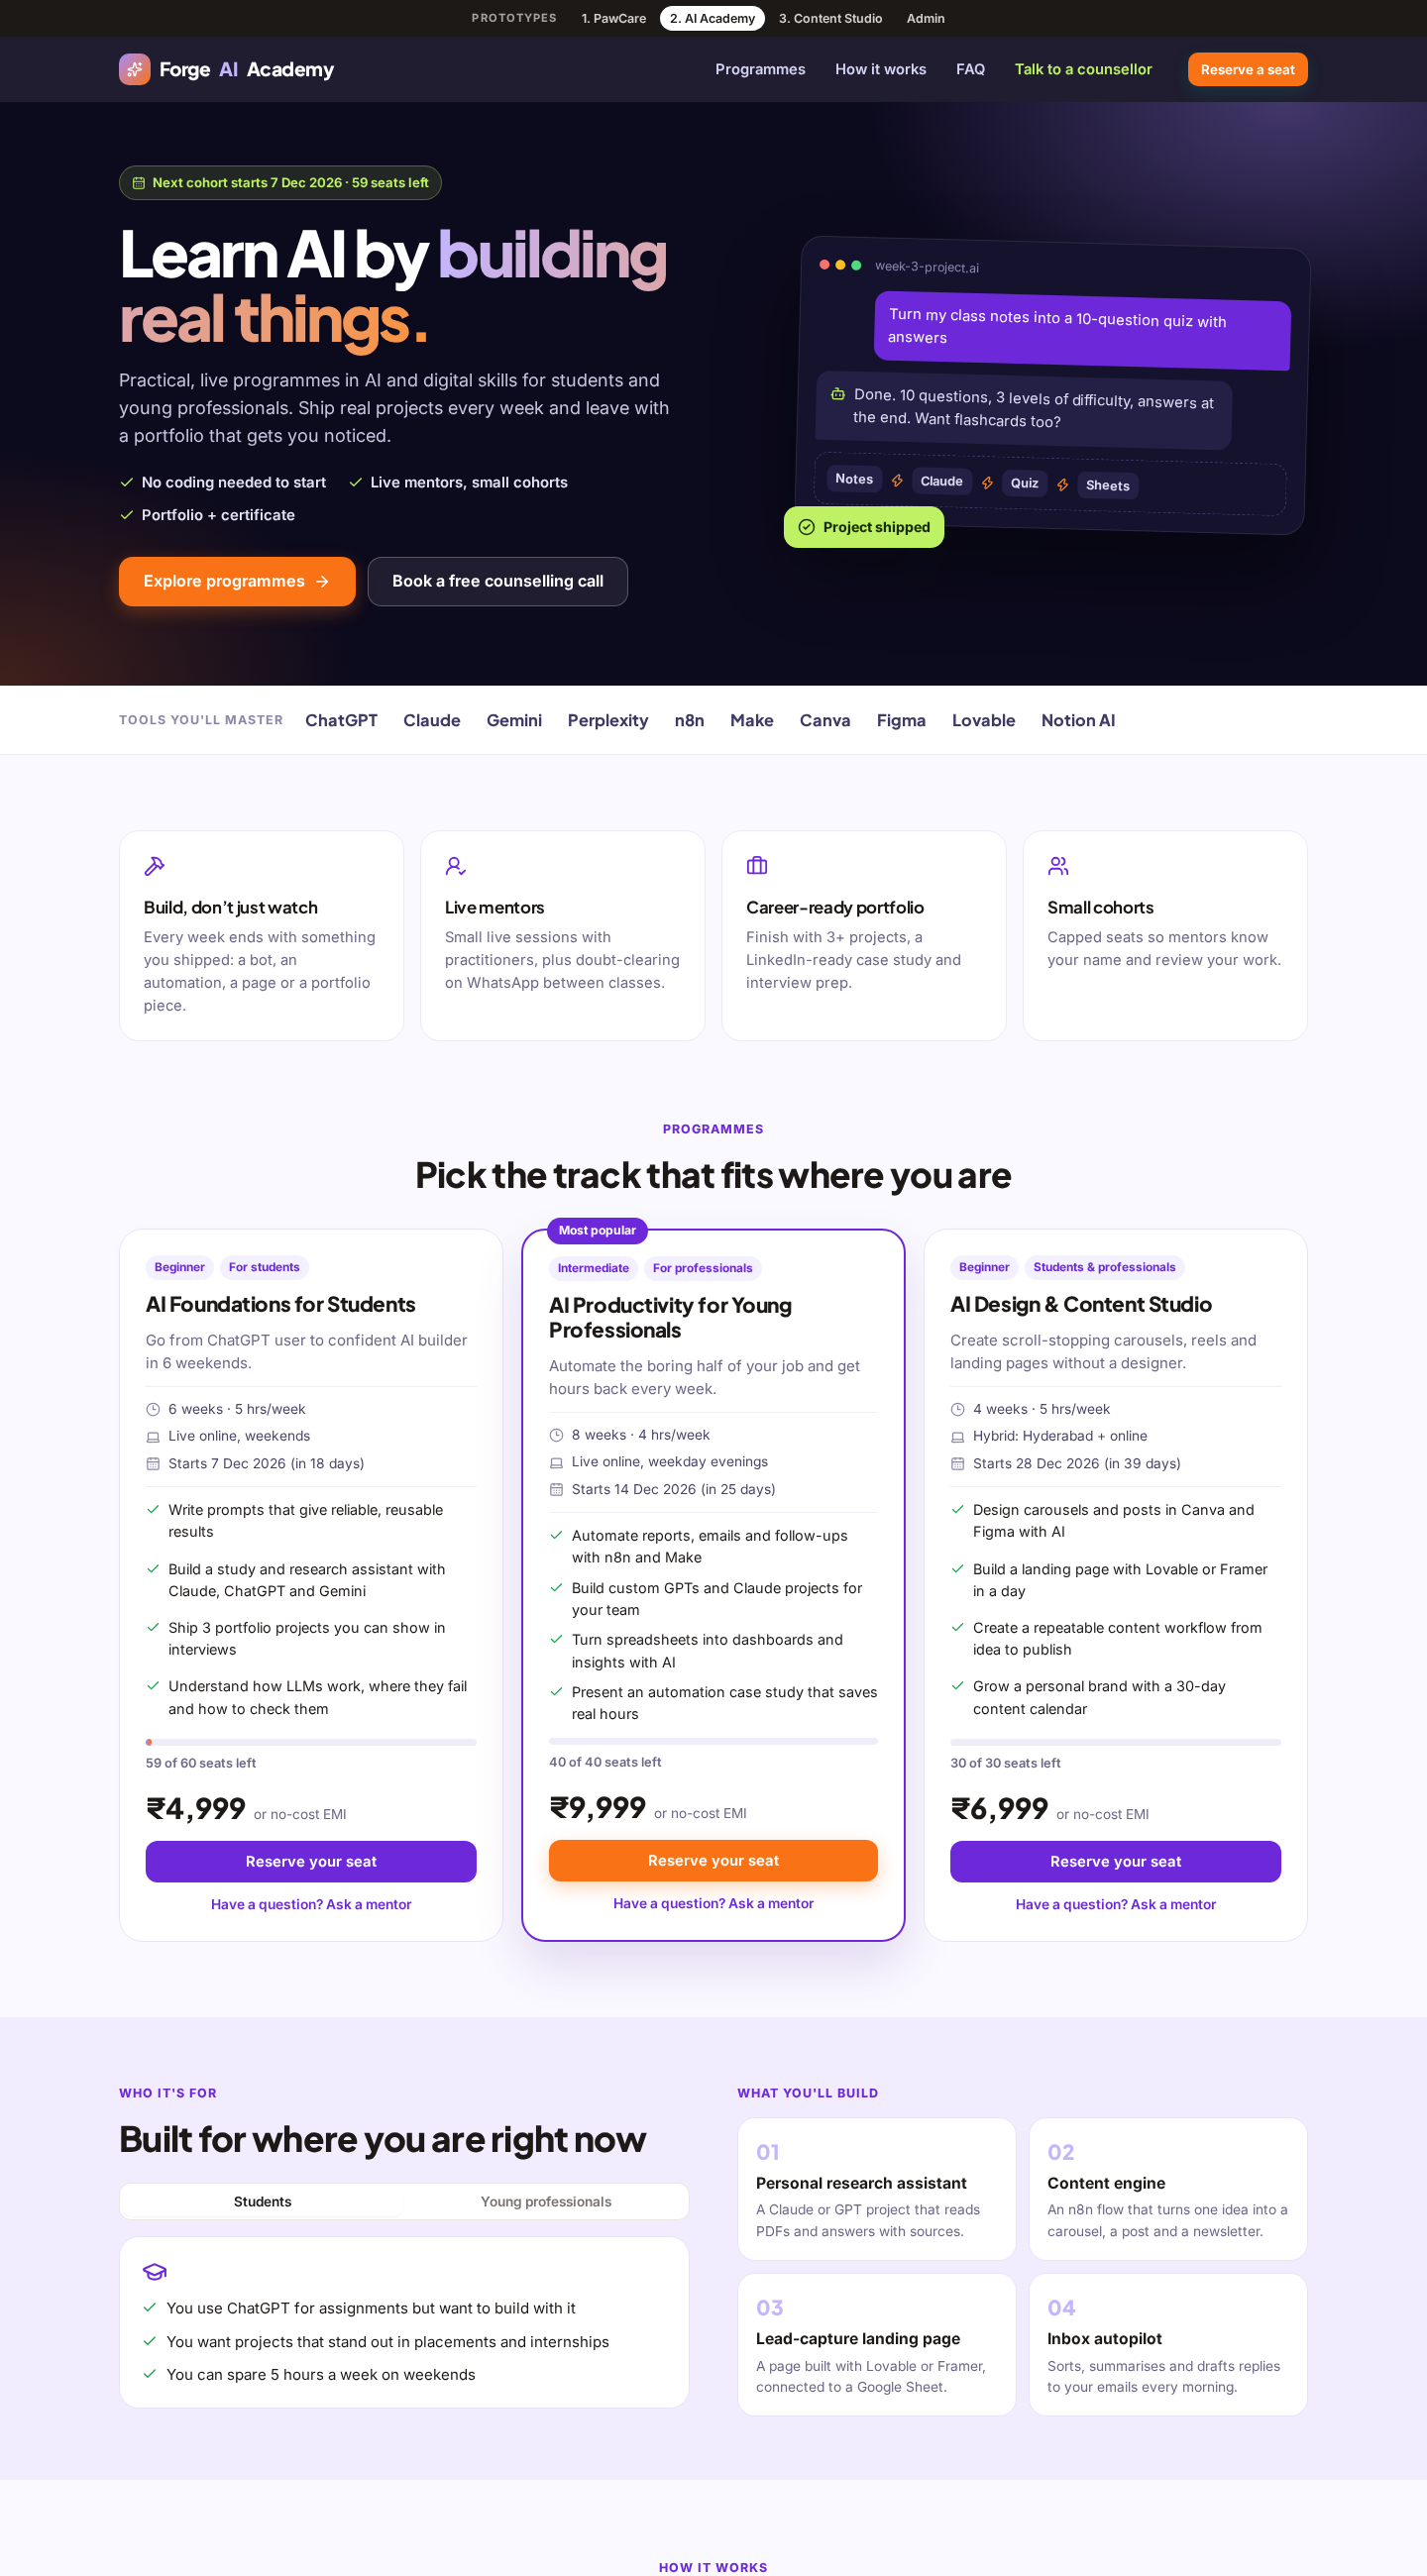 PROTOTYPES 1. PawCare 2. AI Academy 3. Content Studio Admin
Forge AI Academy Programmes How it works FAQ Talk to a counsellor Reserve a seat
Next cohort starts 7 Dec 2026 · 59 seats left
Learn AI by building
real things.
Practical, live programmes in AI and digital skills for students and
young professionals. Ship real projects every week and leave with
a portfolio that gets you noticed.
No coding needed to start Live mentors, small cohorts
Portfolio + certificate
Explore programmes Book a free counselling call
week-3-project.ai
Turn my class notes into a 10-question quiz with
answers
Done. 10 questions, 3 levels of difficulty, answers at
the end. Want flashcards too?
Notes Claude Quiz Sheets
Project shipped
TOOLS YOU'LL MASTER ChatGPT Claude Gemini Perplexity n8n Make Canva Figma Lovable Notion AI
Build, don’t just watch
Every week ends with something
you shipped: a bot, an
automation, a page or a portfolio
piece.
Live mentors
Small live sessions with
practitioners, plus doubt-clearing
on WhatsApp between classes.
Career-ready portfolio
Finish with 3+ projects, a
LinkedIn-ready case study and
interview prep.
Small cohorts
Capped seats so mentors know
your name and review your work.
PROGRAMMES
Pick the track that fits where you are
Beginner For students
AI Foundations for Students
Go from ChatGPT user to confident AI builder
in 6 weekends.
6 weeks · 5 hrs/week
Live online, weekends
Starts 7 Dec 2026 (in 18 days)
Write prompts that give reliable, reusable
results
Build a study and research assistant with
Claude, ChatGPT and Gemini
Ship 3 portfolio projects you can show in
interviews
Understand how LLMs work, where they fail
and how to check them
59 of 60 seats left
₹4,999 or no-cost EMI
Reserve your seat
Have a question? Ask a mentor
Most popular
Intermediate For professionals
AI Productivity for Young
Professionals
Automate the boring half of your job and get
hours back every week.
8 weeks · 4 hrs/week
Live online, weekday evenings
Starts 14 Dec 2026 (in 25 days)
Automate reports, emails and follow-ups
with n8n and Make
Build custom GPTs and Claude projects for
your team
Turn spreadsheets into dashboards and
insights with AI
Present an automation case study that saves
real hours
40 of 40 seats left
₹9,999 or no-cost EMI
Reserve your seat
Have a question? Ask a mentor
Beginner Students & professionals
AI Design & Content Studio
Create scroll-stopping carousels, reels and
landing pages without a designer.
4 weeks · 5 hrs/week
Hybrid: Hyderabad + online
Starts 28 Dec 2026 (in 39 days)
Design carousels and posts in Canva and
Figma with AI
Build a landing page with Lovable or Framer
in a day
Create a repeatable content workflow from
idea to publish
Grow a personal brand with a 30-day
content calendar
30 of 30 seats left
₹6,999 or no-cost EMI
Reserve your seat
Have a question? Ask a mentor
WHO IT'S FOR
Built for where you are right now
Students Young professionals
You use ChatGPT for assignments but want to build with it
You want projects that stand out in placements and internships
You can spare 5 hours a week on weekends
WHAT YOU'LL BUILD
01
Personal research assistant
A Claude or GPT project that reads
PDFs and answers with sources.
02
Content engine
An n8n flow that turns one idea into a
carousel, a post and a newsletter.
03
Lead-capture landing page
A page built with Lovable or Framer,
connected to a Google Sheet.
04
Inbox autopilot
Sorts, summarises and drafts replies
to your emails every morning.
HOW IT WORKS